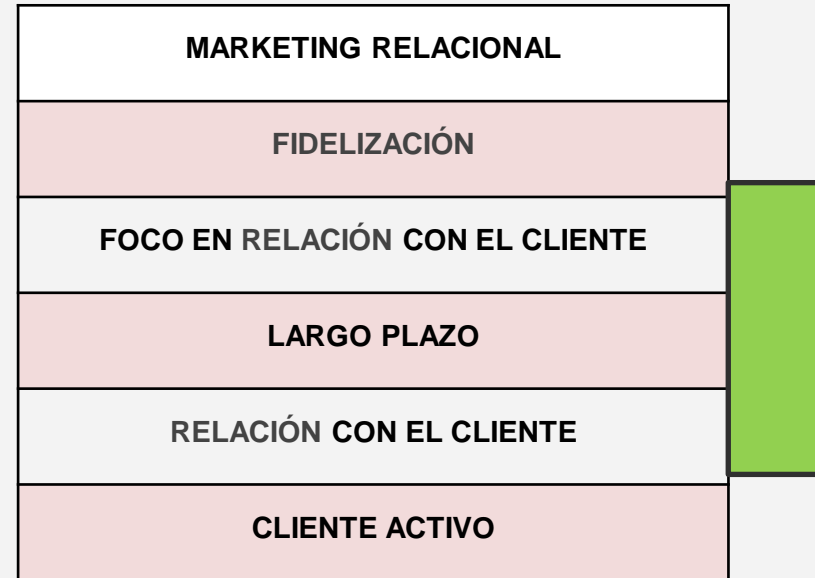 MARKETING RELACIONAL
FIDELIZACIÓN
FOCO EN RELACIÓN CON EL CLIENTE
LARGO PLAZO
RELACIÓN CON EL CLIENTE
CLIENTE ACTIVO